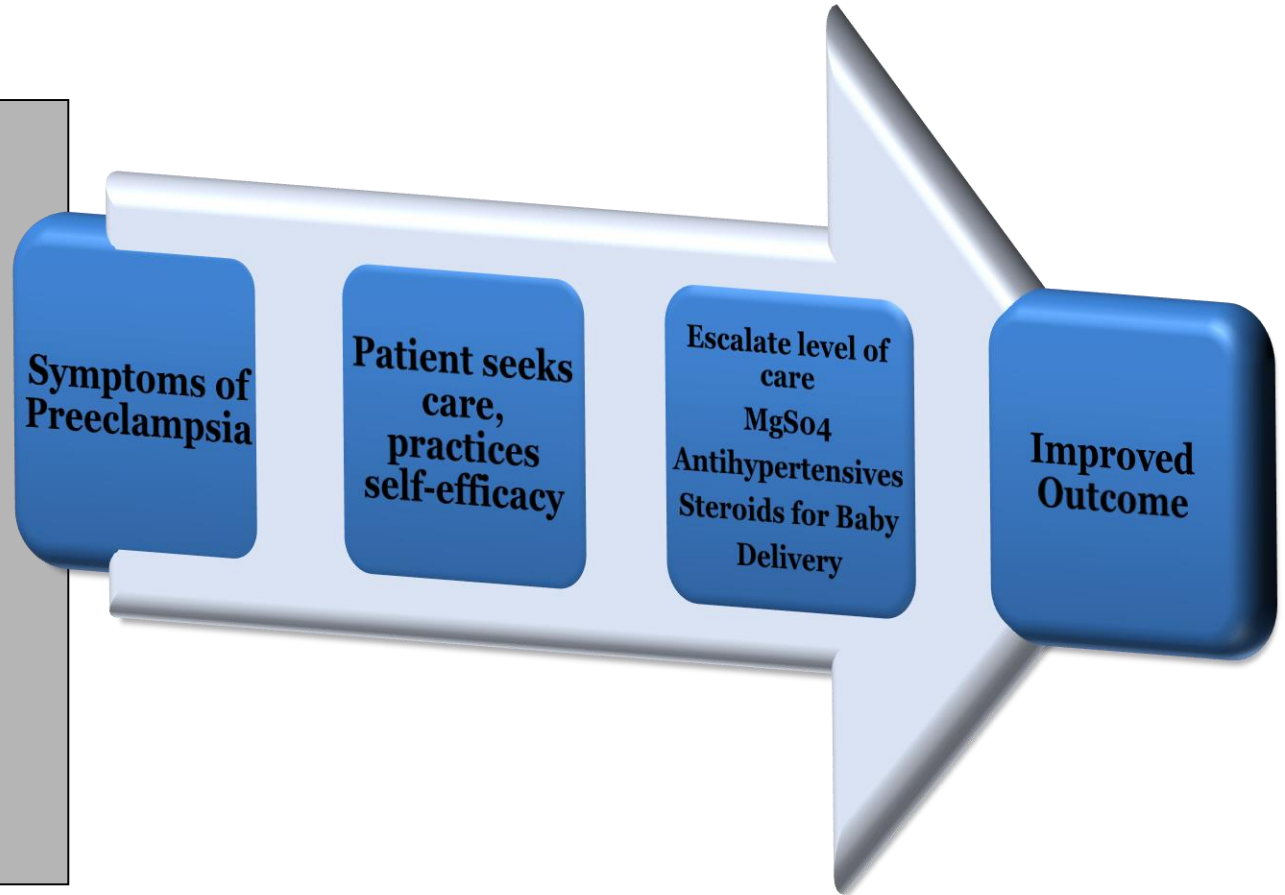 Symptoms of
Preeclampsia
Patient seeks
care,
practices
self-efficacy
Escalate level of
care
MgSo4
Antihypertensives
Steroids for Baby
Delivery
Improved
Outcome